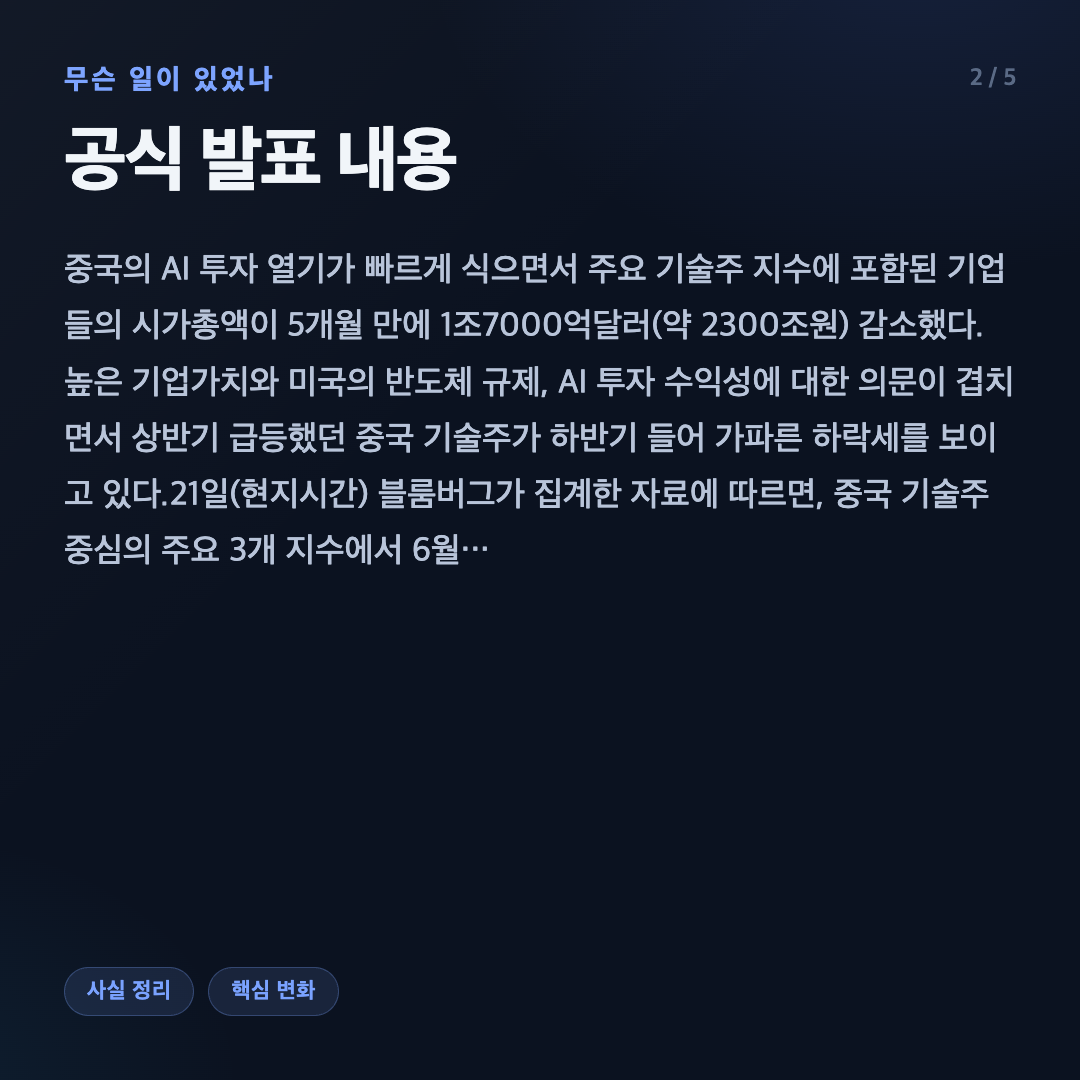 무슨 일이 있었나
2 / 5
공식 발표 내용
중국의 AI 투자 열기가 빠르게 식으면서 주요 기술주 지수에 포함된 기업
들의 시가총액이 5개월 만에 1조7000억달러(약 2300조원) 감소했다.
높은 기업가치와 미국의 반도체 규제, AI 투자 수익성에 대한 의문이 겹치
면서 상반기 급등했던 중국 기술주가 하반기 들어 가파른 하락세를 보이
고 있다.21일(현지시간) 블룸버그가 집계한 자료에 따르면, 중국 기술주
중심의 주요 3개 지수에서 6월…
사실 정리
핵심 변화